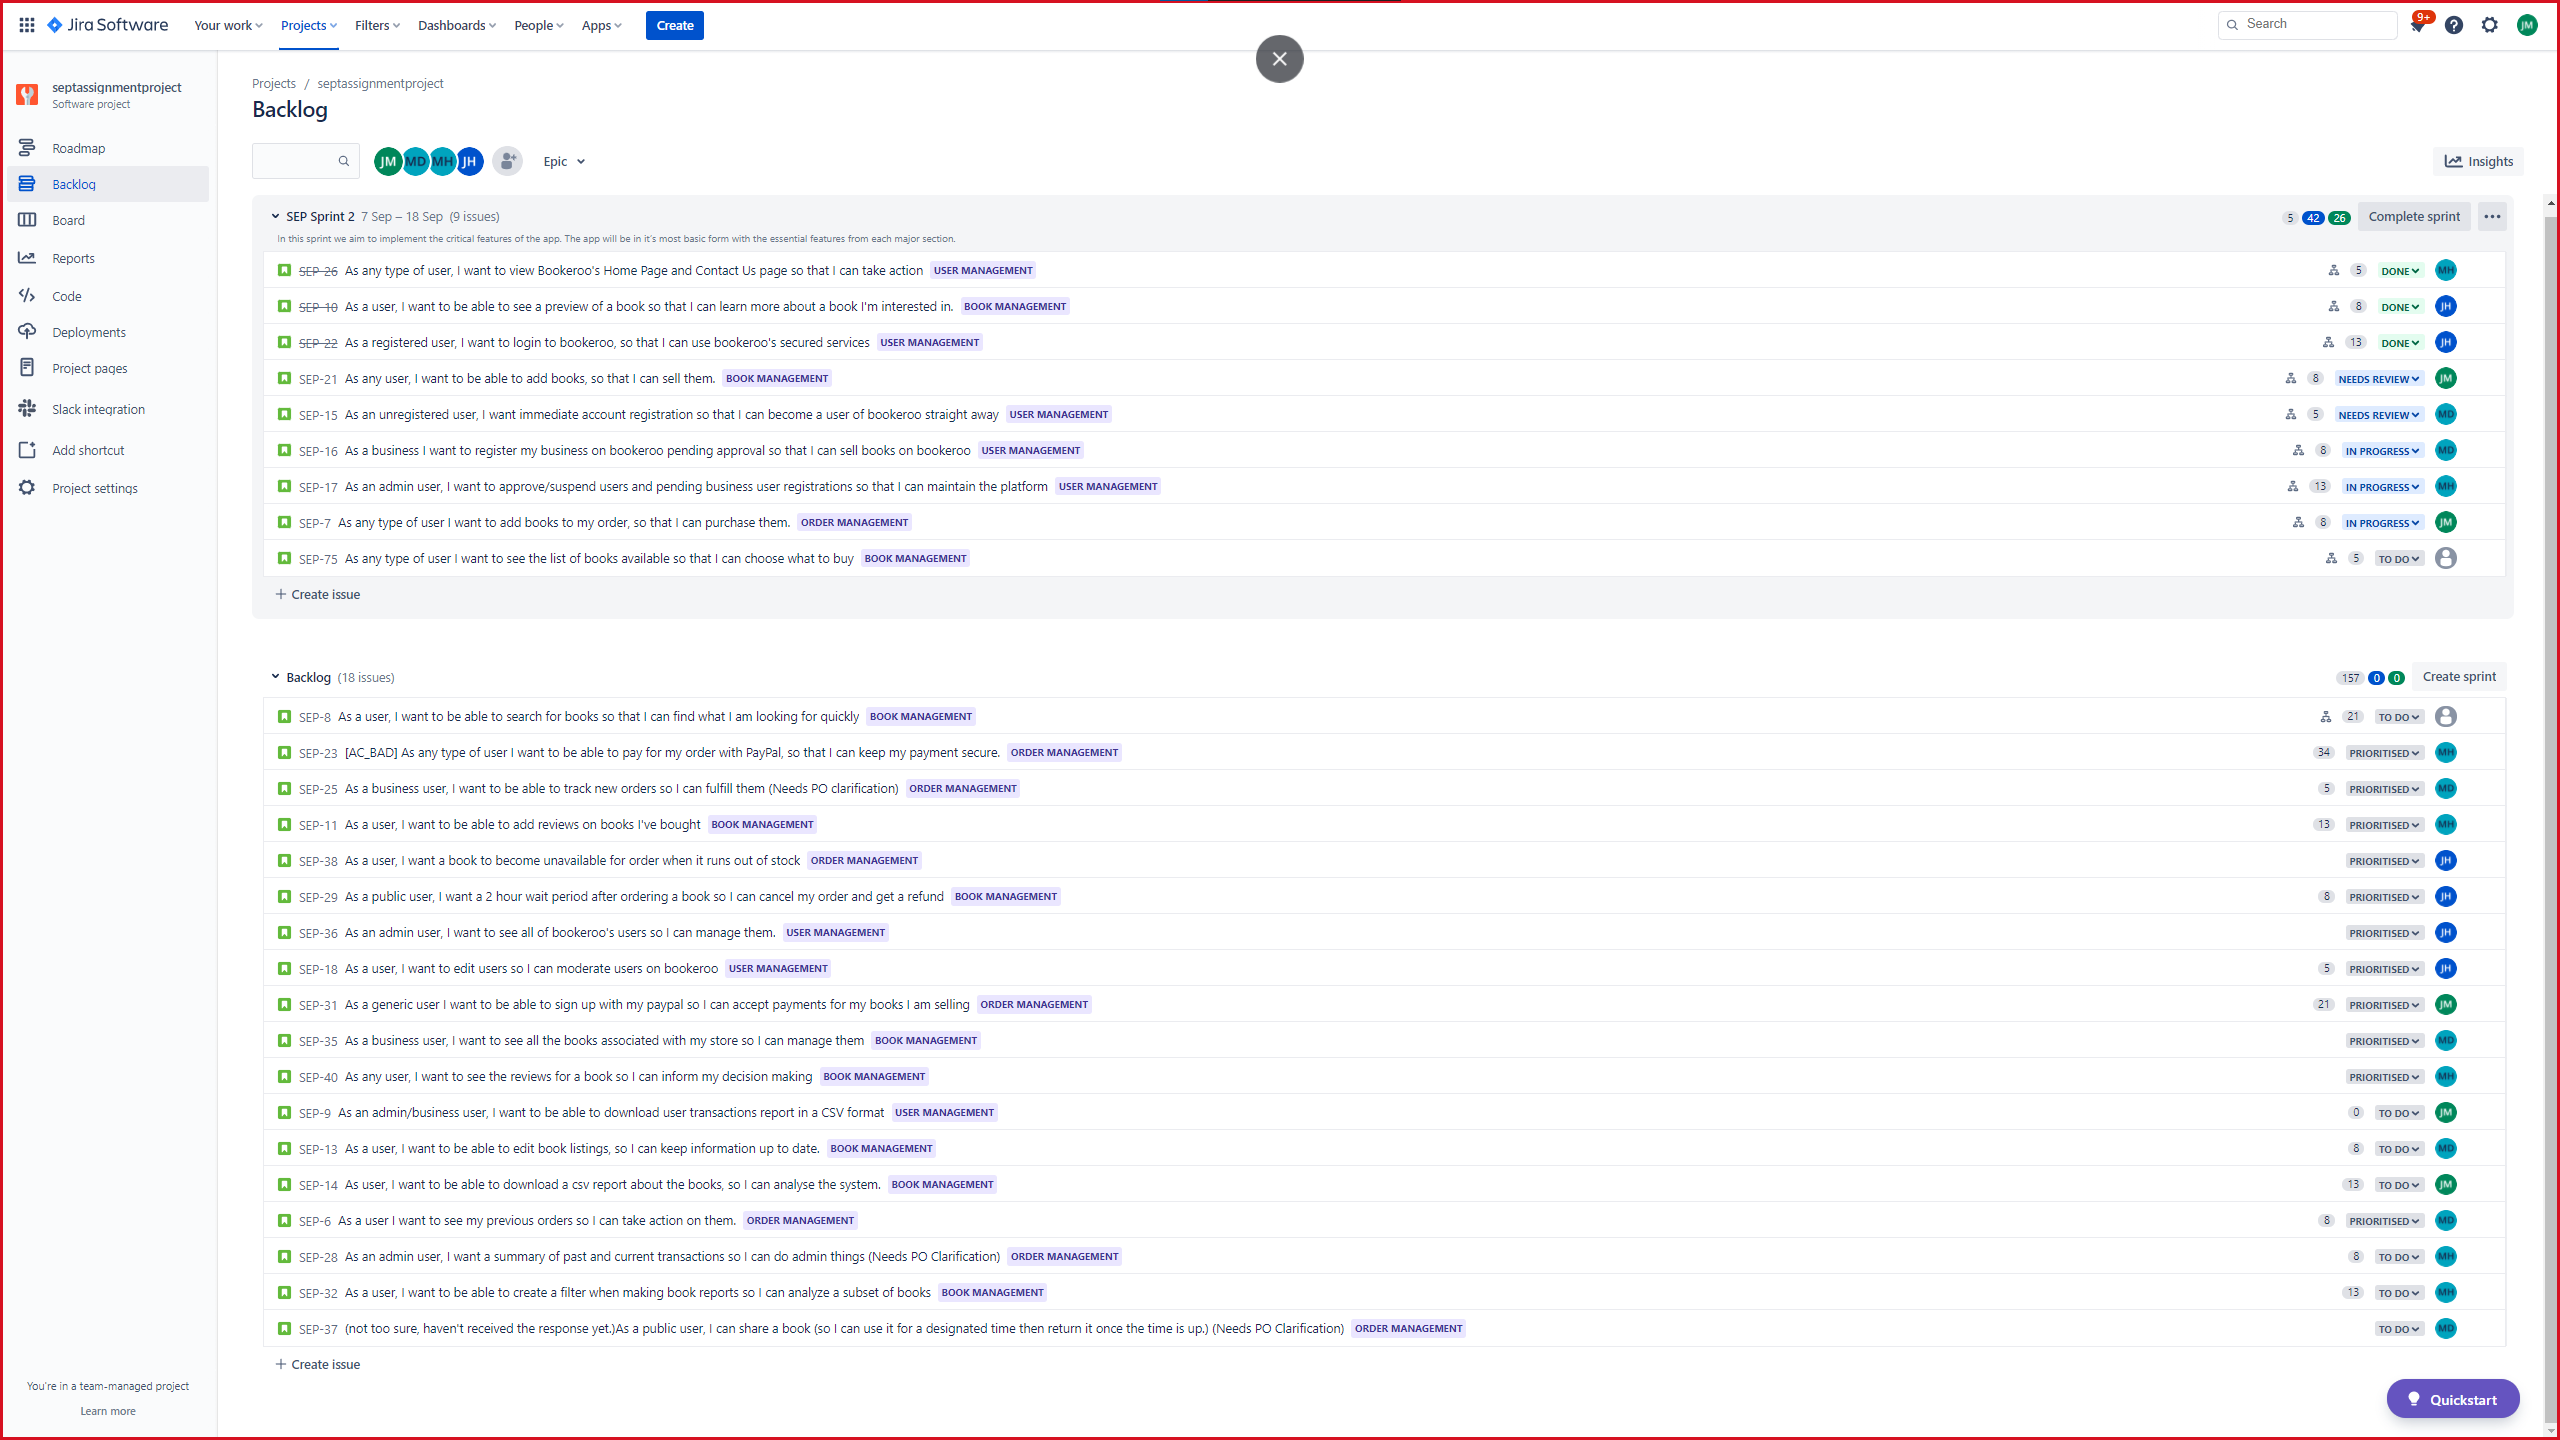 Jira Software Your work Projects Filters Dashboards People Apps Create Search 9+ JM
septassignmentproject
Software project
Roadmap
Backlog
Board
Reports
Code
Deployments
Project pages
Slack integration
Add shortcut
Project settings
You're in a team-managed project
Learn more
Projects / septassignmentproject
Backlog
JM MD MH JH Epic Insights
SEP Sprint 2 7 Sep – 18 Sep (9 issues) 5 42 26 Complete sprint
In this sprint we aim to implement the critical features of the app. The app will be in it's most basic form with the essential features from each major section.
SEP-26 As any type of user, I want to view Bookeroo's Home Page and Contact Us page so that I can take action USER MANAGEMENT 5 DONE MH
SEP-10 As a user, I want to be able to see a preview of a book so that I can learn more about a book I'm interested in. BOOK MANAGEMENT 8 DONE JH
SEP-22 As a registered user, I want to login to bookeroo, so that I can use bookeroo's secured services USER MANAGEMENT 13 DONE JH
SEP-21 As any user, I want to be able to add books, so that I can sell them. BOOK MANAGEMENT 8 NEEDS REVIEW JM
SEP-15 As an unregistered user, I want immediate account registration so that I can become a user of bookeroo straight away USER MANAGEMENT 5 NEEDS REVIEW MD
SEP-16 As a business I want to register my business on bookeroo pending approval so that I can sell books on bookeroo USER MANAGEMENT 8 IN PROGRESS MD
SEP-17 As an admin user, I want to approve/suspend users and pending business user registrations so that I can maintain the platform USER MANAGEMENT 13 IN PROGRESS MH
SEP-7 As any type of user I want to add books to my order, so that I can purchase them. ORDER MANAGEMENT 8 IN PROGRESS JM
SEP-75 As any type of user I want to see the list of books available so that I can choose what to buy BOOK MANAGEMENT 5 TO DO
+ Create issue
Backlog (18 issues) 157 0 0 Create sprint
SEP-8 As a user, I want to be able to search for books so that I can find what I am looking for quickly BOOK MANAGEMENT 21 TO DO
SEP-23 [AC_BAD] As any type of user I want to be able to pay for my order with PayPal, so that I can keep my payment secure. ORDER MANAGEMENT 34 PRIORITISED MH
SEP-25 As a business user, I want to be able to track new orders so I can fulfill them (Needs PO clarification) ORDER MANAGEMENT 5 PRIORITISED MD
SEP-11 As a user, I want to be able to add reviews on books I've bought BOOK MANAGEMENT 13 PRIORITISED MH
SEP-38 As a user, I want a book to become unavailable for order when it runs out of stock ORDER MANAGEMENT PRIORITISED JH
SEP-29 As a public user, I want a 2 hour wait period after ordering a book so I can cancel my order and get a refund BOOK MANAGEMENT 8 PRIORITISED JH
SEP-36 As an admin user, I want to see all of bookeroo's users so I can manage them. USER MANAGEMENT PRIORITISED JH
SEP-18 As a user, I want to edit users so I can moderate users on bookeroo USER MANAGEMENT 5 PRIORITISED JH
SEP-31 As a generic user I want to be able to sign up with my paypal so I can accept payments for my books I am selling ORDER MANAGEMENT 21 PRIORITISED JM
SEP-35 As a business user, I want to see all the books associated with my store so I can manage them BOOK MANAGEMENT PRIORITISED MD
SEP-40 As any user, I want to see the reviews for a book so I can inform my decision making BOOK MANAGEMENT PRIORITISED MH
SEP-9 As an admin/business user, I want to be able to download user transactions report in a CSV format USER MANAGEMENT 0 TO DO JM
SEP-13 As a user, I want to be able to edit book listings, so I can keep information up to date. BOOK MANAGEMENT 8 TO DO MD
SEP-14 As user, I want to be able to download a csv report about the books, so I can analyse the system. BOOK MANAGEMENT 13 TO DO JM
SEP-6 As a user I want to see my previous orders so I can take action on them. ORDER MANAGEMENT 8 PRIORITISED MD
SEP-28 As an admin user, I want a summary of past and current transactions so I can do admin things (Needs PO Clarification) ORDER MANAGEMENT 8 TO DO MH
SEP-32 As a user, I want to be able to create a filter when making book reports so I can analyze a subset of books BOOK MANAGEMENT 13 TO DO MH
SEP-37 (not too sure, haven't received the response yet.)As a public user, I can share a book (so I can use it for a designated time then return it once the time is up.) (Needs PO Clarification) ORDER MANAGEMENT TO DO MD
+ Create issue
Quickstart